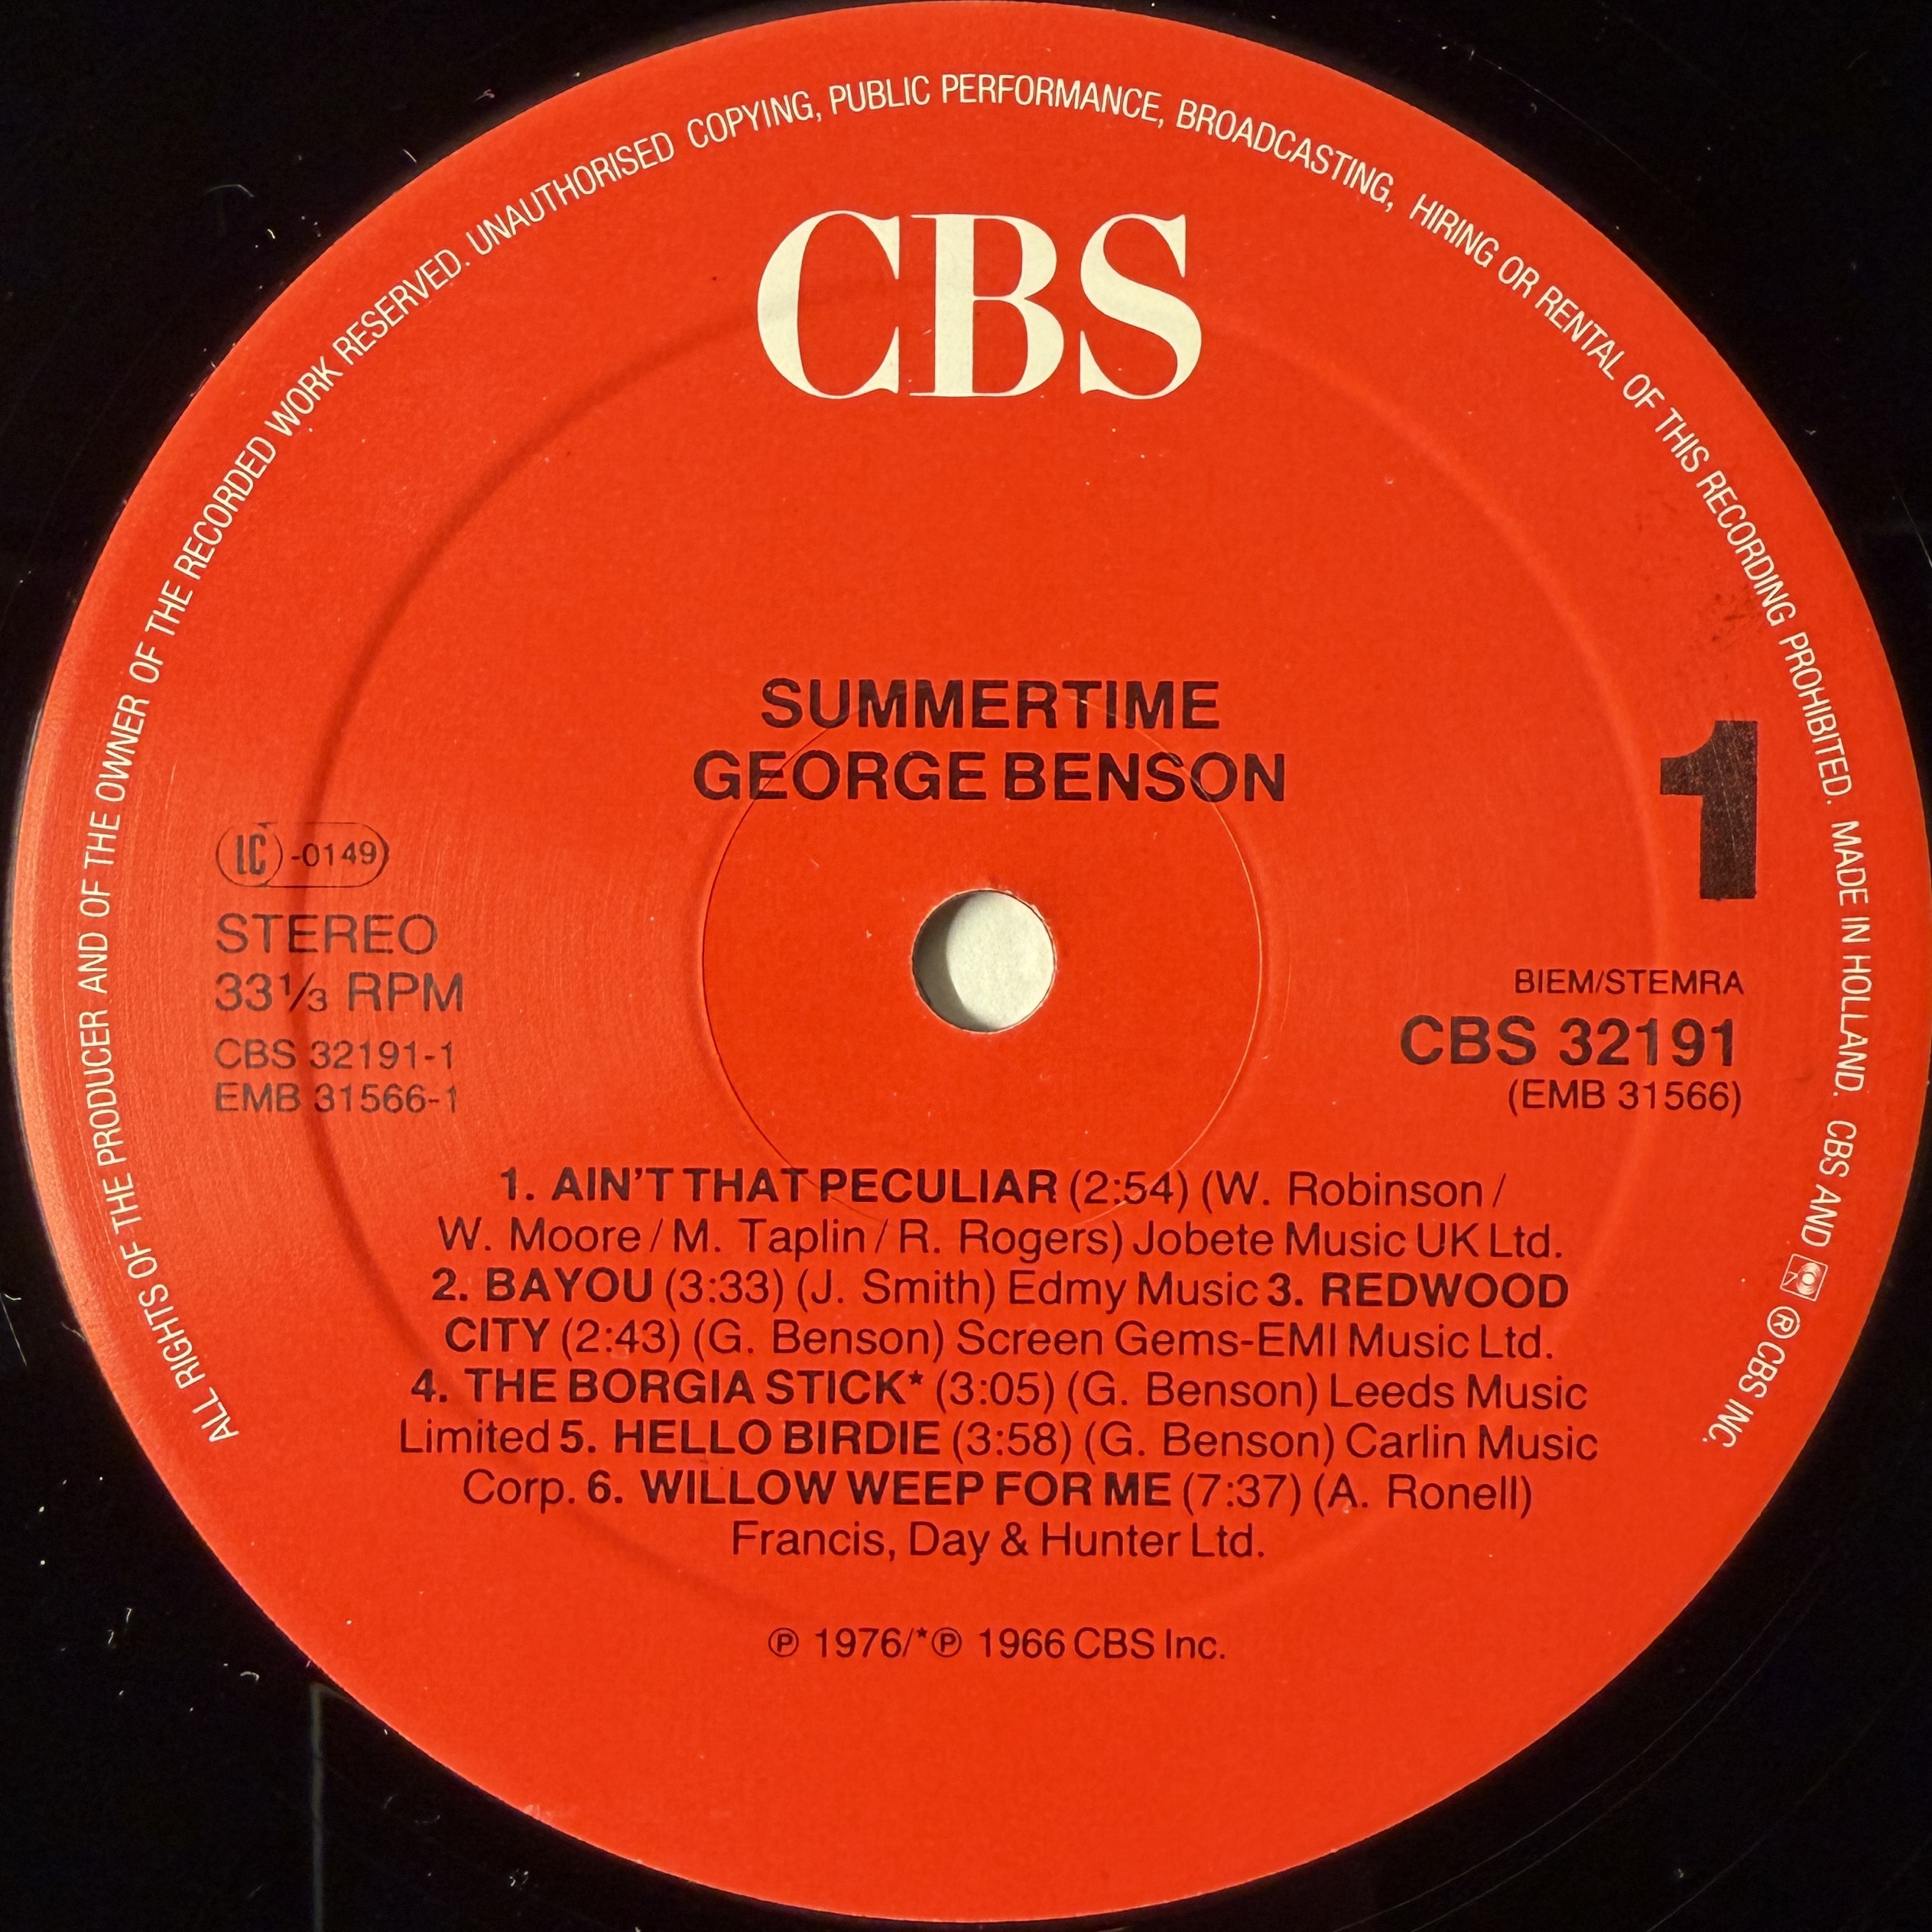 ALL RIGHTS OF THE PRODUCER AND OF THE OWNER OF THE RECORDED WORK RESERVED. UNAUTHORISED COPYING, PUBLIC PERFORMANCE, BROADCASTING, HIRING OR RENTAL OF THIS RECORDING PROHIBITED. MADE IN HOLLAND. CBS AND ® CBS INC.
CBS
SUMMERTIME
GEORGE BENSON
1
LC -0149
STEREO
33⅓ RPM
CBS 32191-1
EMB 31566-1
BIEM/STEMRA
CBS 32191
(EMB 31566)
1. AIN'T THAT PECULIAR (2:54) (W. Robinson /
W. Moore / M. Taplin / R. Rogers) Jobete Music UK Ltd.
2. BAYOU (3:33) (J. Smith) Edmy Music 3. REDWOOD
CITY (2:43) (G. Benson) Screen Gems-EMI Music Ltd.
4. THE BORGIA STICK* (3:05) (G. Benson) Leeds Music
Limited 5. HELLO BIRDIE (3:58) (G. Benson) Carlin Music
Corp. 6. WILLOW WEEP FOR ME (7:37) (A. Ronell)
Francis, Day & Hunter Ltd.
℗ 1976/*℗ 1966 CBS Inc.